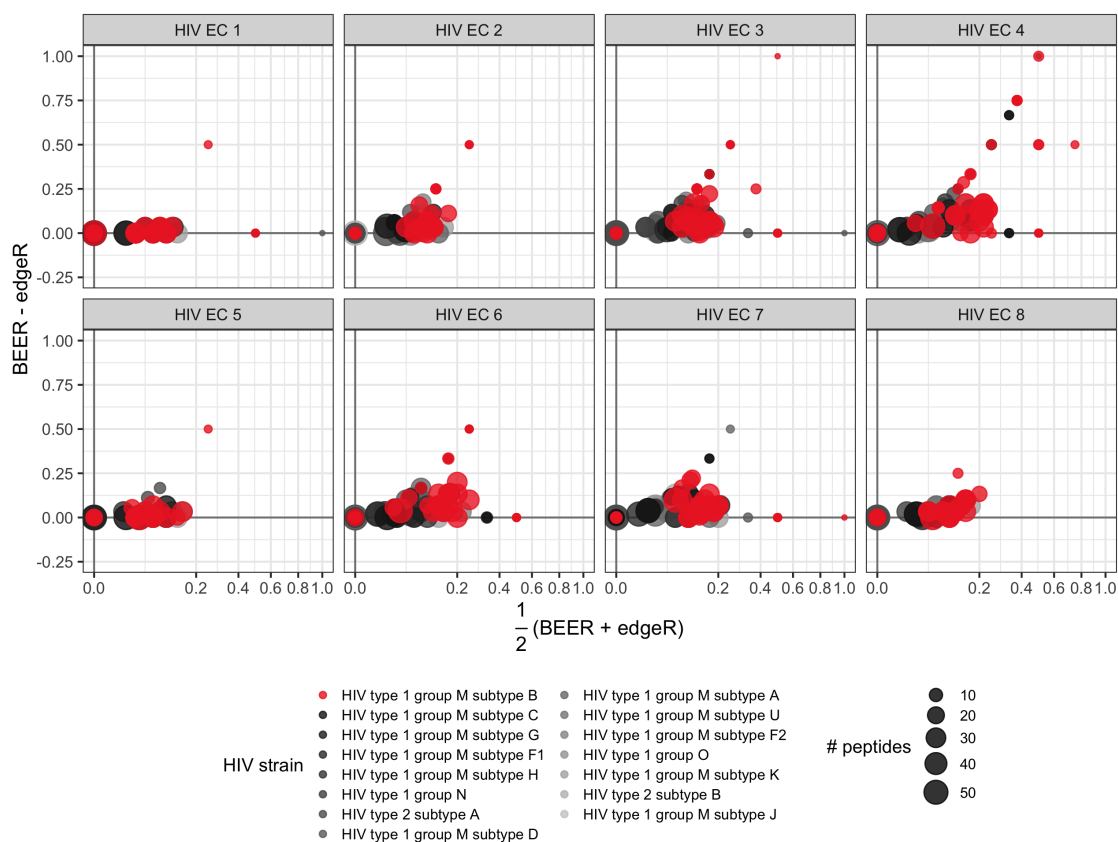 HIV EC 1 HIV EC 2 HIV EC 3 HIV EC 4
1.00
0.75
0.50
0.25
0.00
-0.25
BEER - edgeR
HIV EC 5 HIV EC 6 HIV EC 7 HIV EC 8
1.00
0.75
0.50
0.25
0.00
-0.25
0.0 0.2 0.4 0.6 0.8 1.0 0.0 0.2 0.4 0.6 0.8 1.0 0.0 0.2 0.4 0.6 0.8 1.0 0.0 0.2 0.4 0.6 0.8 1.0
1
2 (BEER + edgeR)
HIV strain
HIV type 1 group M subtype B
HIV type 1 group M subtype C
HIV type 1 group M subtype G
HIV type 1 group M subtype F1
HIV type 1 group M subtype H
HIV type 1 group N
HIV type 2 subtype A
HIV type 1 group M subtype D
HIV type 1 group M subtype A
HIV type 1 group M subtype U
HIV type 1 group M subtype F2
HIV type 1 group O
HIV type 1 group M subtype K
HIV type 2 subtype B
HIV type 1 group M subtype J
# peptides
10
20
30
40
50